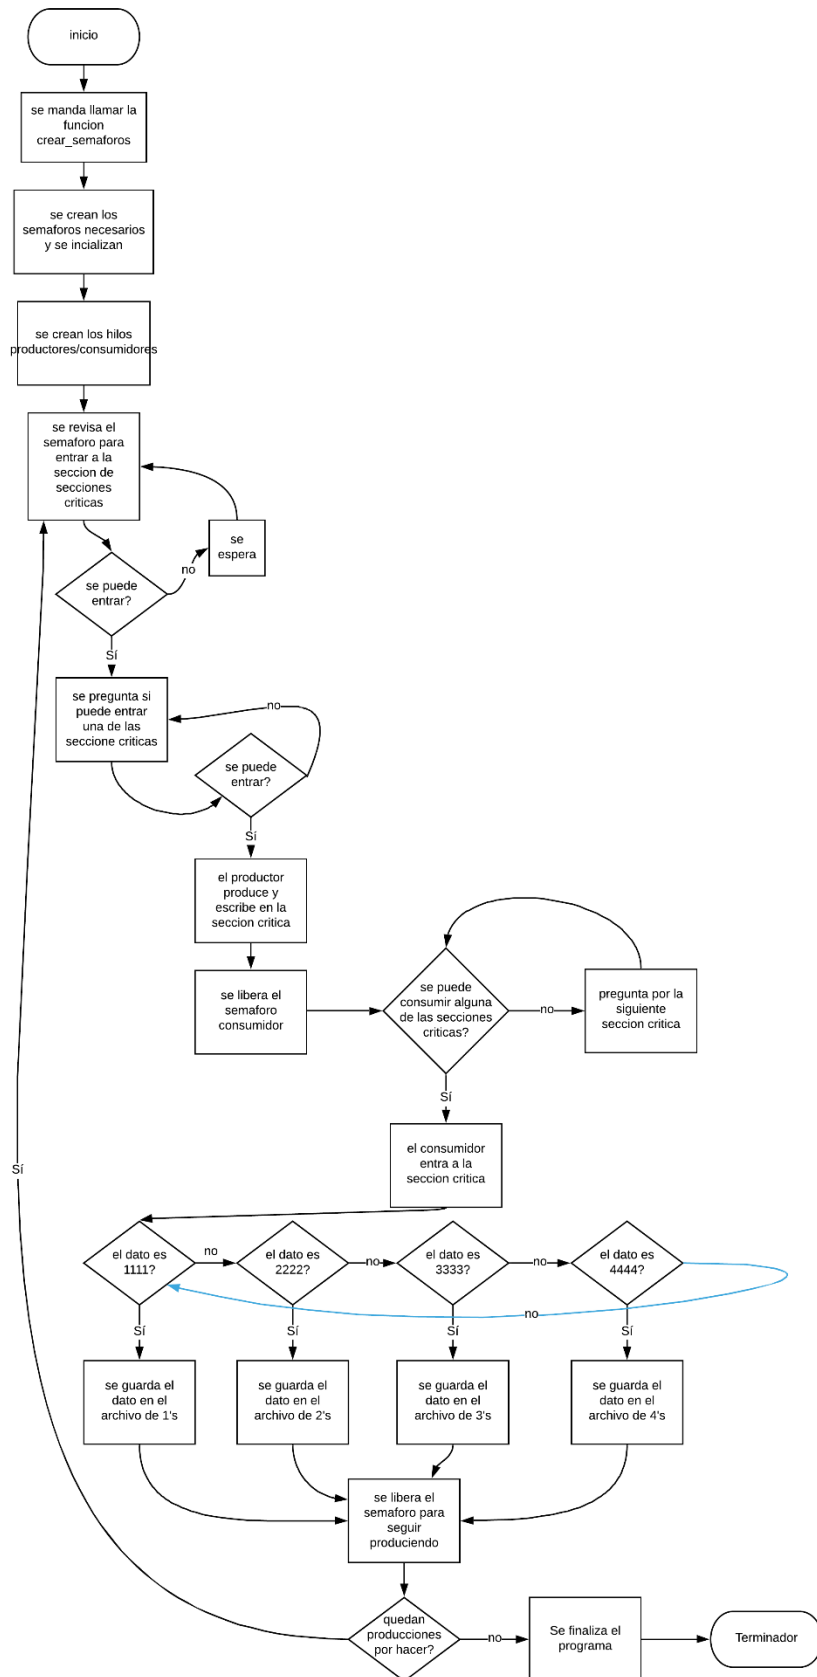 inicio
se manda llamar la
funcion
crear_semaforos
se crean los
semaforos necesarios
y se incializan
se crean los hilos
productores/consumidores
se revisa el
semaforo para
entrar a la
seccion de
secciones
criticas
se
espera
no
se puede
entrar?
Sí
se pregunta si
puede entrar
una de las
seccione criticas
no
se puede
entrar?
Sí
el productor
produce y
escribe en la
seccion critica
se libera el
semaforo
consumidor
se puede
consumir alguna
de las secciones
criticas?
no
pregunta por la
siguiente
seccion critica
Sí
el consumidor
entra a la
seccion critica
Sí
el dato es
1111?
no
el dato es
2222?
no
el dato es
3333?
no
el dato es
4444?
no
Sí
Sí
Sí
Sí
se guarda el
dato en el
archivo de 1's
se guarda el
dato en el
archivo de 2's
se guarda el
dato en el
archivo de 3's
se guarda el
dato en el
archivo de 4's
se libera el
semaforo para
seguir
produciendo
quedan
producciones
por hacer?
no
Se finaliza el
programa
Terminador